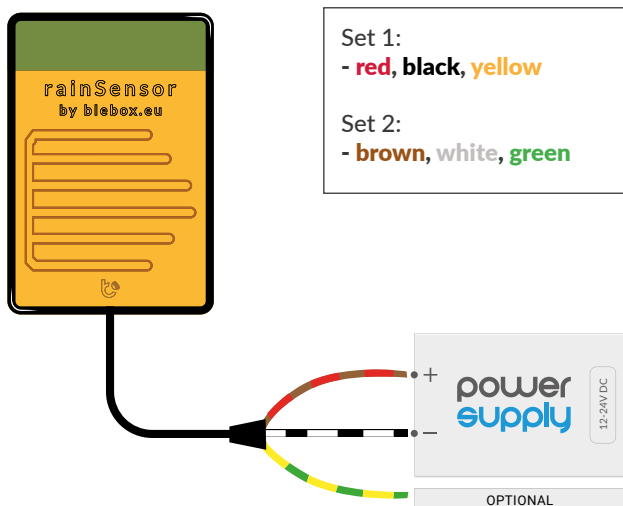 rainSensor
by blebox.eu
Set 1:
- red, black, yellow
Set 2:
- brown, white, green
+
power
supply
12-24V DC
–
OPTIONAL